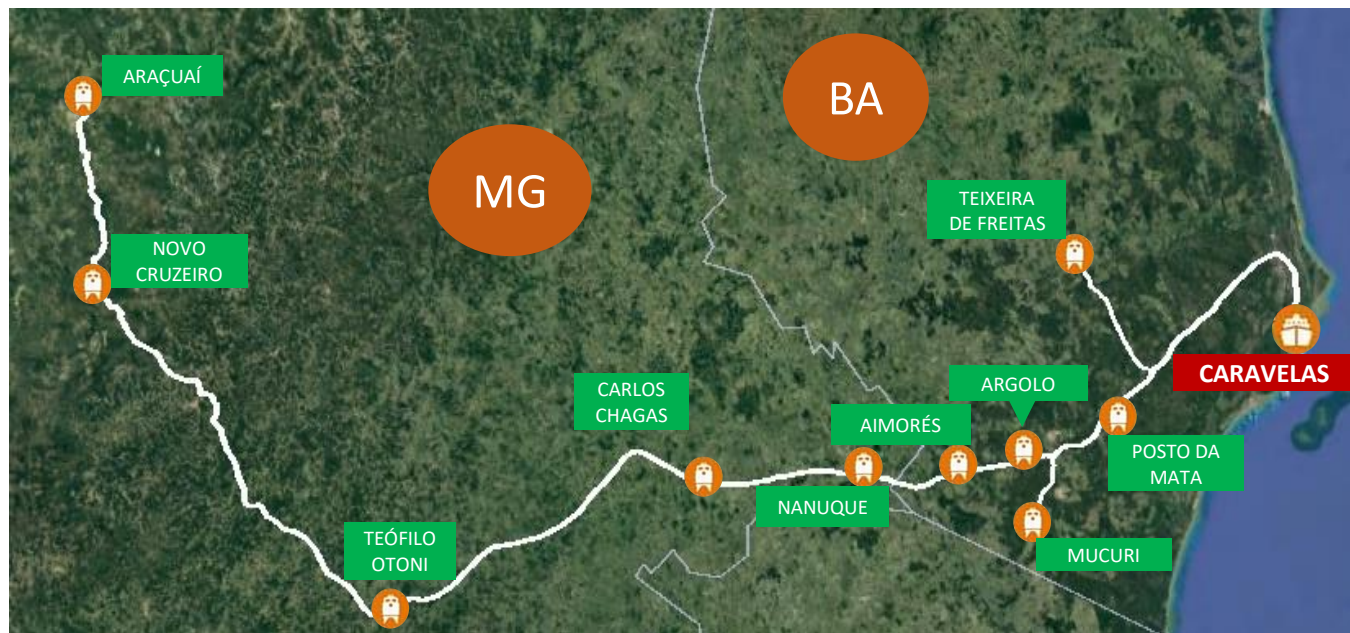 ARAÇUAÍ
MG
BA
TEIXEIRA
DE FREITAS
NOVO
CRUZEIRO
CARAVELAS
CARLOS
CHAGAS
ARGOLO
AIMORÉS
POSTO DA
MATA
NANUQUE
TEÓFILO
OTONI
MUCURI